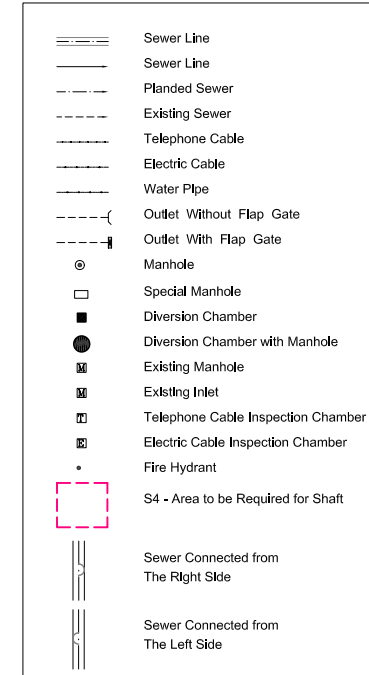 Sewer Line
Sewer Line
Planded Sewer
Existing Sewer
Telephone Cable
Electric Cable
Water Pipe
Outlet Without Flap Gate
Outlet With Flap Gate
Manhole
Special Manhole
Diversion Chamber
Diversion Chamber with Manhole
M Existing Manhole
M Existing Inlet
T Telephone Cable Inspection Chamber
E Electric Cable Inspection Chamber
Fire Hydrant
S4 - Area to be Required for Shaft
Sewer Connected from
The Right Side
Sewer Connected from
The Left Side